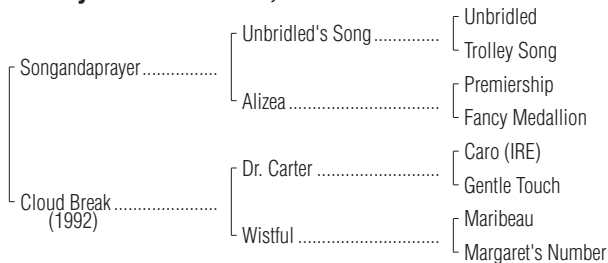 Unbridled
Unbridled's Song..............
Trolley Song
Songandaprayer................
Premiership
Alizea..................................
Fancy Medallion
Caro (IRE)
Dr. Carter ...........................
Gentle Touch
Cloud Break......................
(1992)
Maribeau
Wistful ................................
Margaret's Number